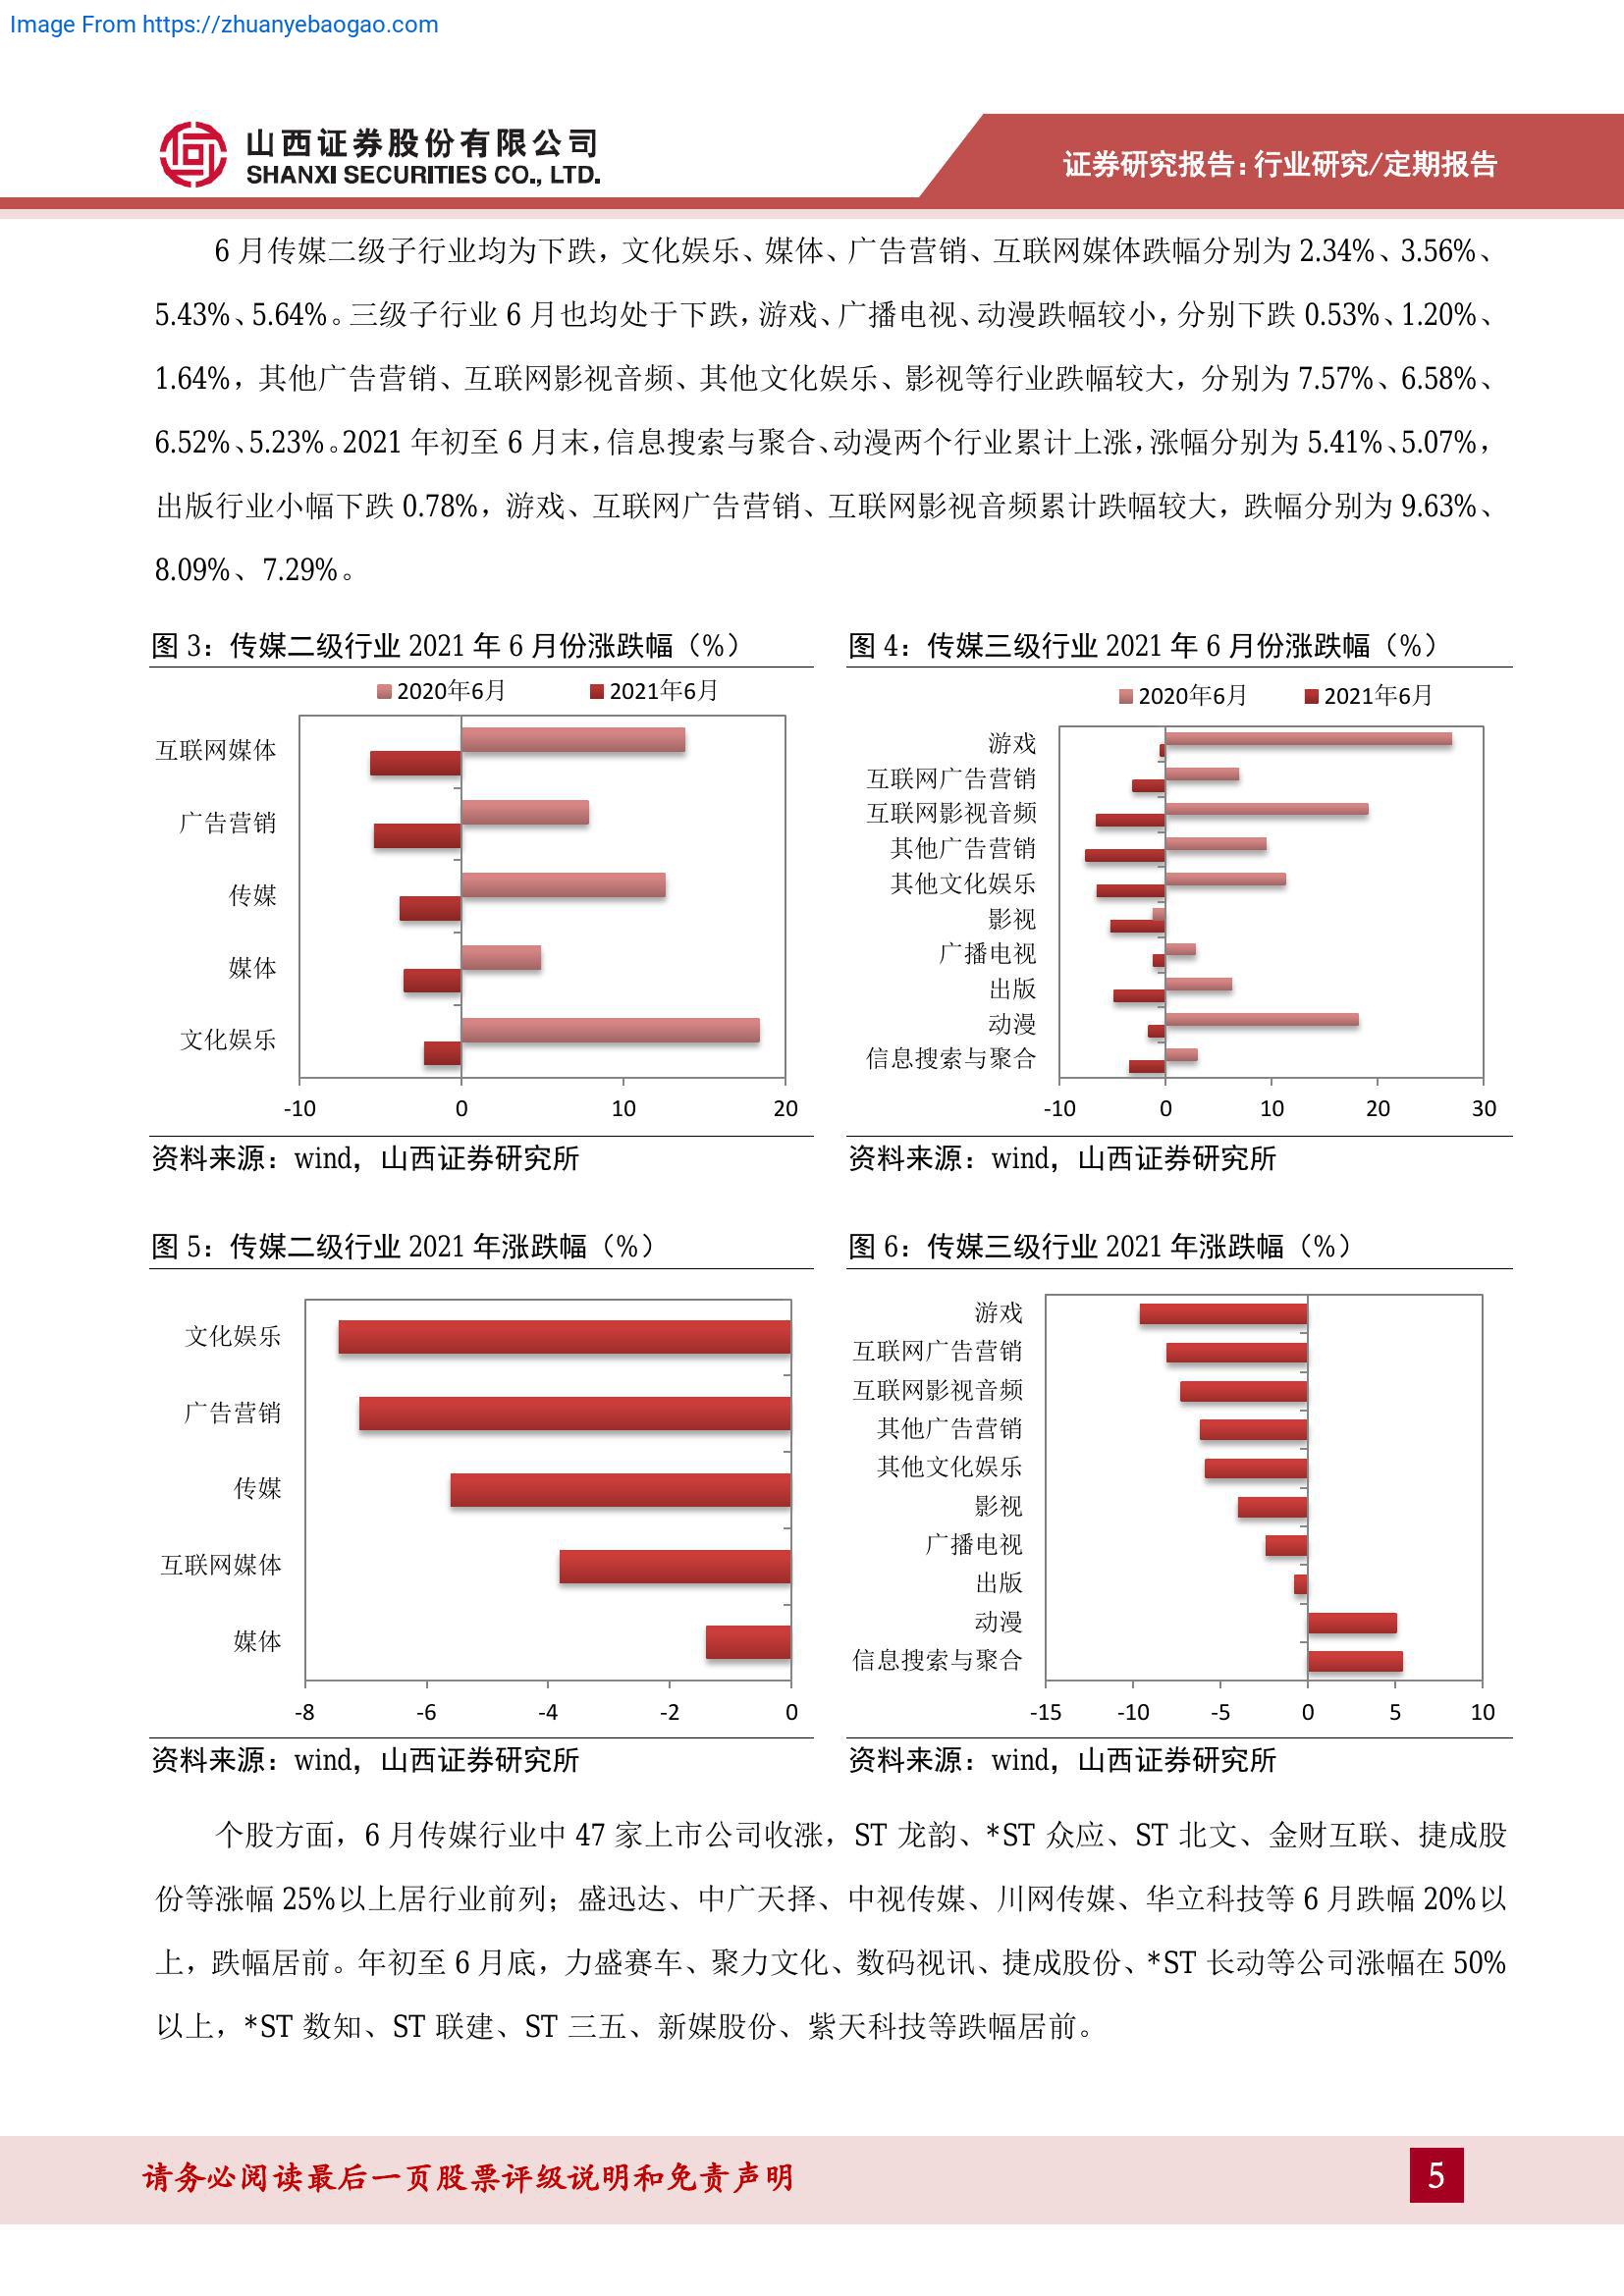 Image From https://zhuanyebaogao.com
山西证券股份有限公司
SHANXI SECURITIES CO., LTD.
证券研究报告：行业研究/定期报告
6 月传媒二级子行业均为下跌，文化娱乐、媒体、广告营销、互联网媒体跌幅分别为 2.34%、3.56%、
5.43%、5.64%。三级子行业 6 月也均处于下跌，游戏、广播电视、动漫跌幅较小，分别下跌 0.53%、1.20%、
1.64%，其他广告营销、互联网影视音频、其他文化娱乐、影视等行业跌幅较大，分别为 7.57%、6.58%、
6.52%、5.23%。2021 年初至 6 月末，信息搜索与聚合、动漫两个行业累计上涨，涨幅分别为 5.41%、5.07%，
出版行业小幅下跌 0.78%，游戏、互联网广告营销、互联网影视音频累计跌幅较大，跌幅分别为 9.63%、
8.09%、7.29%。
图 3：传媒二级行业 2021 年 6 月份涨跌幅（%）
2020年6月 2021年6月
互联网媒体
广告营销
传媒
媒体
文化娱乐
-10 0 10 20
资料来源：wind，山西证券研究所
图 4：传媒三级行业 2021 年 6 月份涨跌幅（%）
2020年6月 2021年6月
游戏
互联网广告营销
互联网影视音频
其他广告营销
其他文化娱乐
影视
广播电视
出版
动漫
信息搜索与聚合
-10 0 10 20 30
资料来源：wind，山西证券研究所
图 5：传媒二级行业 2021 年涨跌幅（%）
文化娱乐
广告营销
传媒
互联网媒体
媒体
-8 -6 -4 -2 0
资料来源：wind，山西证券研究所
图 6：传媒三级行业 2021 年涨跌幅（%）
游戏
互联网广告营销
互联网影视音频
其他广告营销
其他文化娱乐
影视
广播电视
出版
动漫
信息搜索与聚合
-15 -10 -5 0 5 10
资料来源：wind，山西证券研究所
个股方面，6 月传媒行业中 47 家上市公司收涨，ST 龙韵、*ST 众应、ST 北文、金财互联、捷成股
份等涨幅 25%以上居行业前列；盛迅达、中广天择、中视传媒、川网传媒、华立科技等 6 月跌幅 20%以
上，跌幅居前。年初至 6 月底，力盛赛车、聚力文化、数码视讯、捷成股份、*ST 长动等公司涨幅在 50%
以上，*ST 数知、ST 联建、ST 三五、新媒股份、紫天科技等跌幅居前。
请务必阅读最后一页股票评级说明和免责声明
5